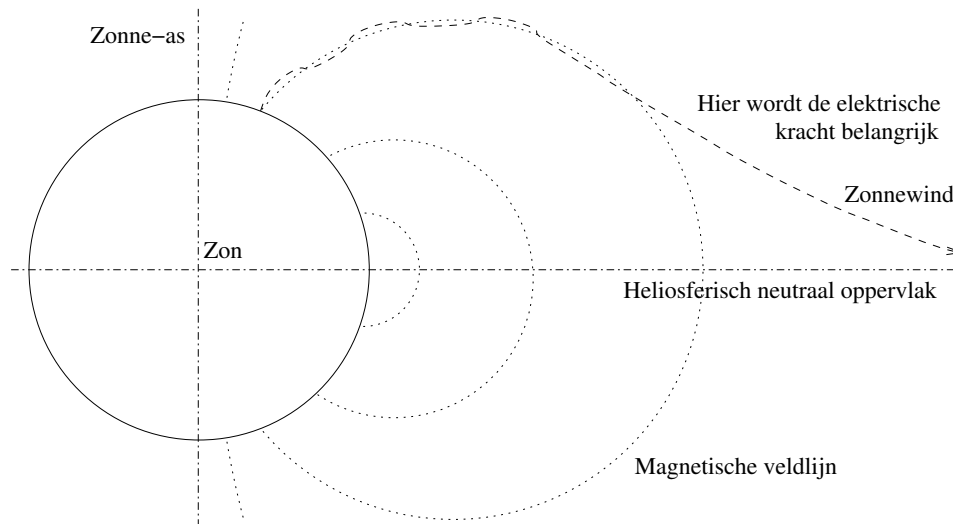 Zonne−as
Hier wordt de elektrische
kracht belangrijk
Zonnewind
Zon
Heliosferisch neutraal oppervlak
Magnetische veldlijn